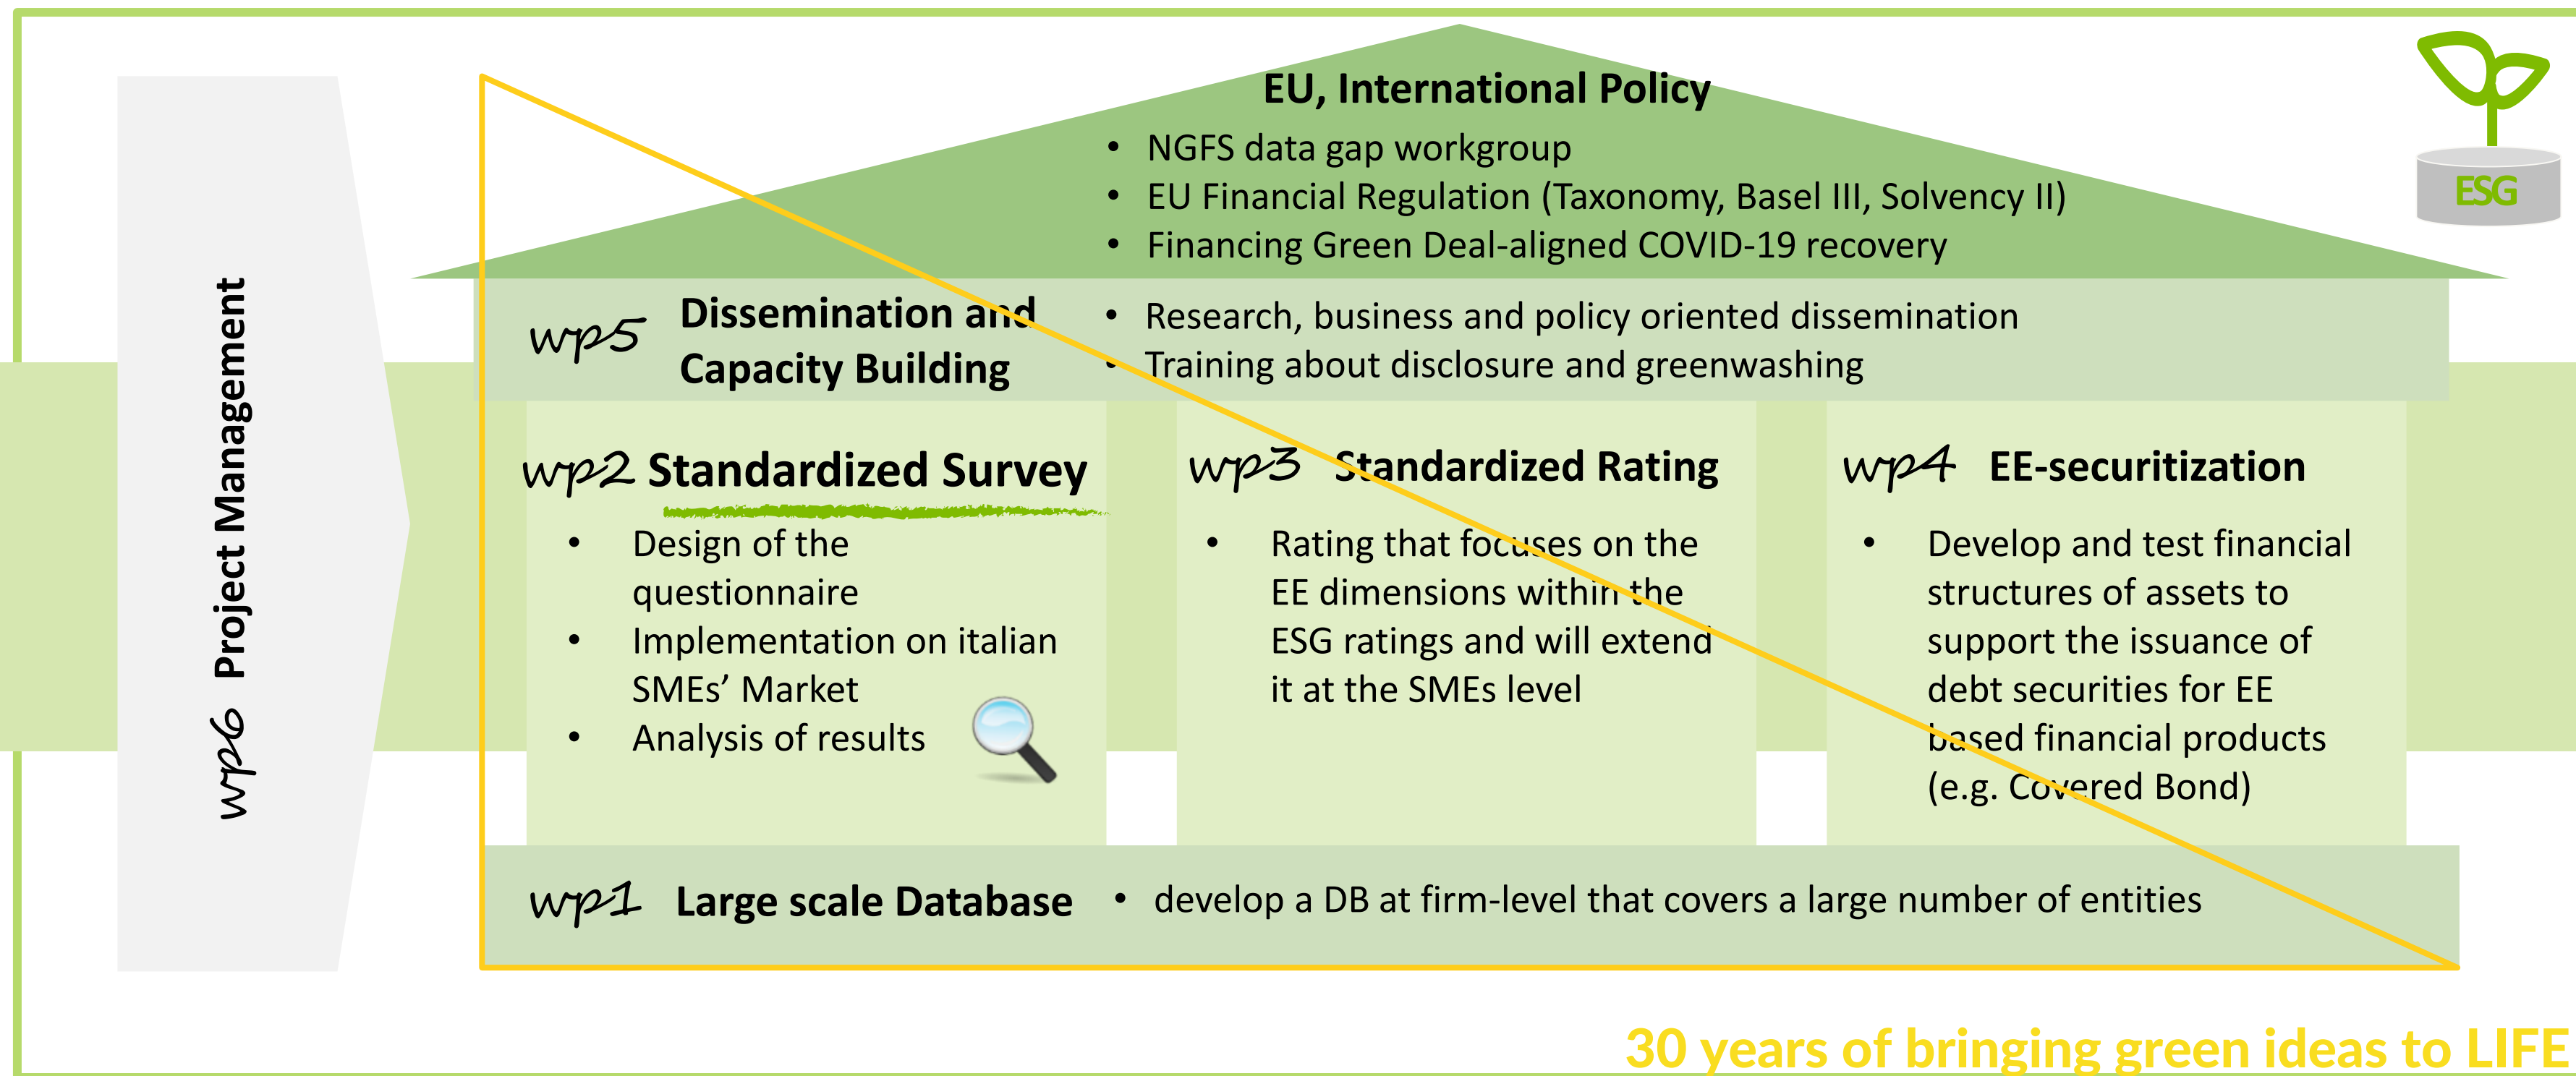 EU, International Policy
• NGFS data gap workgroup
• EU Financial Regulation (Taxonomy, Basel III, Solvency II)
• Financing Green Deal-aligned COVID-19 recovery
ESG
wp6 Project Management
wp5 Dissemination and
Capacity Building
• Research, business and policy oriented dissemination
• Training about disclosure and greenwashing
wp2 Standardized Survey
• Design of the
questionnaire
• Implementation on italian
SMEs’ Market
• Analysis of results
wp3 Standardized Rating
• Rating that focuses on the
EE dimensions within the
ESG ratings and will extend
it at the SMEs level
wp4 EE-securitization
• Develop and test financial
structures of assets to
support the issuance of
debt securities for EE
based financial products
(e.g. Covered Bond)
wp1 Large scale Database • develop a DB at firm-level that covers a large number of entities
30 years of bringing green ideas to LIFE